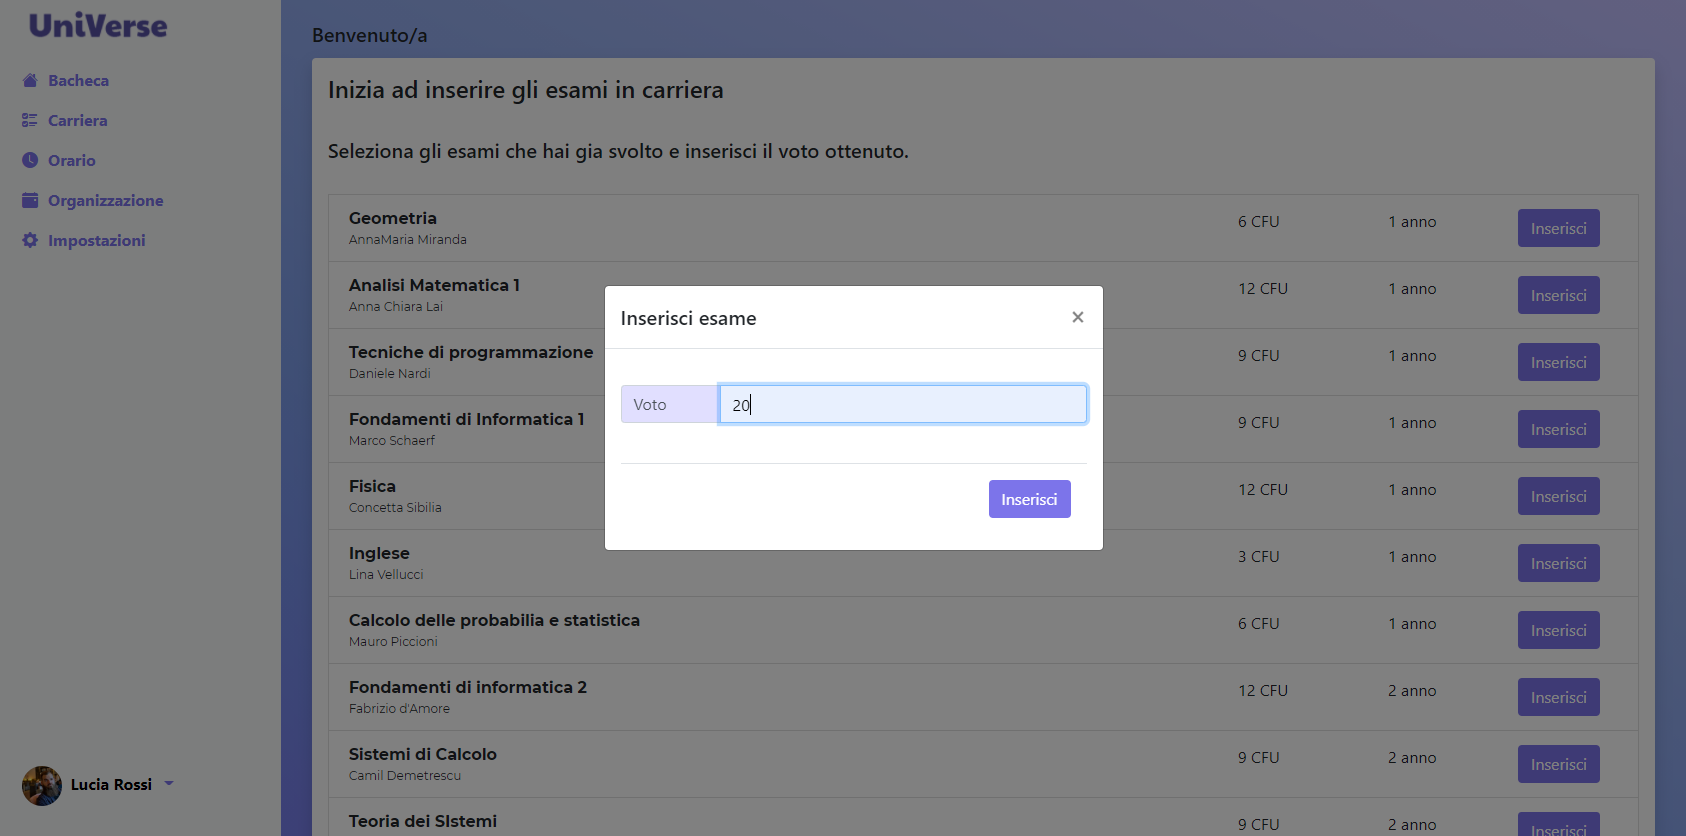 UniVerse
Bacheca
Carriera
Orario
Organizzazione
Impostazioni
Lucia Rossi
Benvenuto/a
Inizia ad inserire gli esami in carriera
Seleziona gli esami che hai gia svolto e inserisci il voto ottenuto.
Geometria 6 CFU 1 anno Inserisci
AnnaMaria Miranda
Analisi Matematica 1 12 CFU 1 anno Inserisci
Anna Chiara Lai
Tecniche di programmazione 9 CFU 1 anno Inserisci
Daniele Nardi
Fondamenti di Informatica 1 9 CFU 1 anno Inserisci
Marco Schaerf
Fisica 12 CFU 1 anno Inserisci
Concetta Sibilia
Inglese 3 CFU 1 anno Inserisci
Lina Vellucci
Calcolo delle probabilia e statistica 6 CFU 1 anno Inserisci
Mauro Piccioni
Fondamenti di informatica 2 12 CFU 2 anno Inserisci
Fabrizio d'Amore
Sistemi di Calcolo 9 CFU 2 anno Inserisci
Camil Demetrescu
Teoria dei SIstemi 9 CFU 2 anno Inserisci
Inserisci esame ×
Voto 20
Inserisci